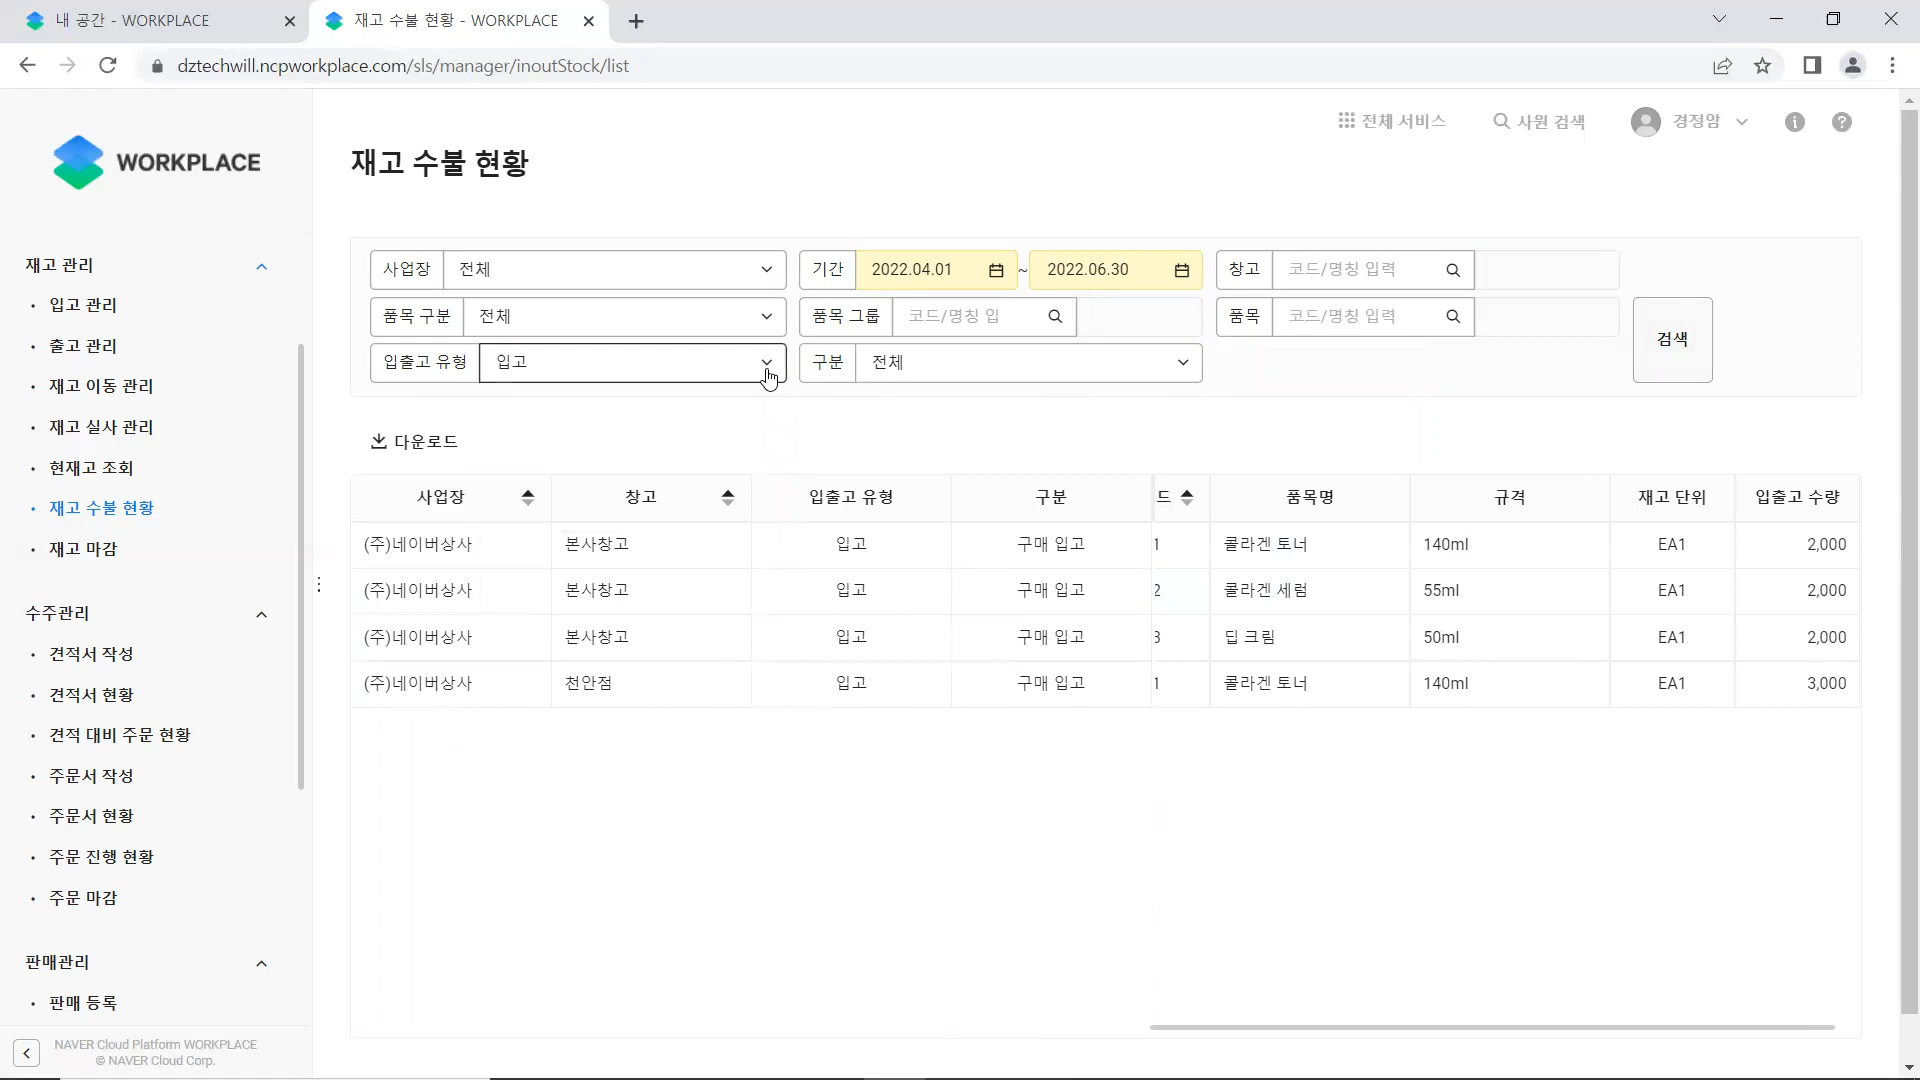 내 공간 - WORKPLACE
재고 수불 현황 - WORKPLACE
dztechwill.ncpworkplace.com/sls/manager/inoutStock/list
WORKPLACE
전체 서비스
사원 검색
경정암
재고 수불 현황
재고 관리
입고 관리
출고 관리
재고 이동 관리
재고 실사 관리
현재고 조회
재고 수불 현황
재고 마감
수주관리
견적서 작성
견적서 현황
견적 대비 주문 현황
주문서 작성
주문서 현황
주문 진행 현황
주문 마감
판매관리
판매 등록
NAVER Cloud Platform WORKPLACE
© NAVER Cloud Corp.
사업장 전체 기간 2022.04.01 ~ 2022.06.30 창고 코드/명칭 입력
품목 구분 전체 품목 그룹 코드/명칭 입 품목 코드/명칭 입력
입출고 유형 입고 구분 전체
검색
다운로드
사업장 창고 입출고 유형 구분 드 품목명 규격 재고 단위 입출고 수량
(주)네이버상사 본사창고 입고 구매 입고 1 콜라겐 토너 140ml EA1 2,000
(주)네이버상사 본사창고 입고 구매 입고 2 콜라겐 세럼 55ml EA1 2,000
(주)네이버상사 본사창고 입고 구매 입고 3 딥 크림 50ml EA1 2,000
(주)네이버상사 천안점 입고 구매 입고 1 콜라겐 토너 140ml EA1 3,000